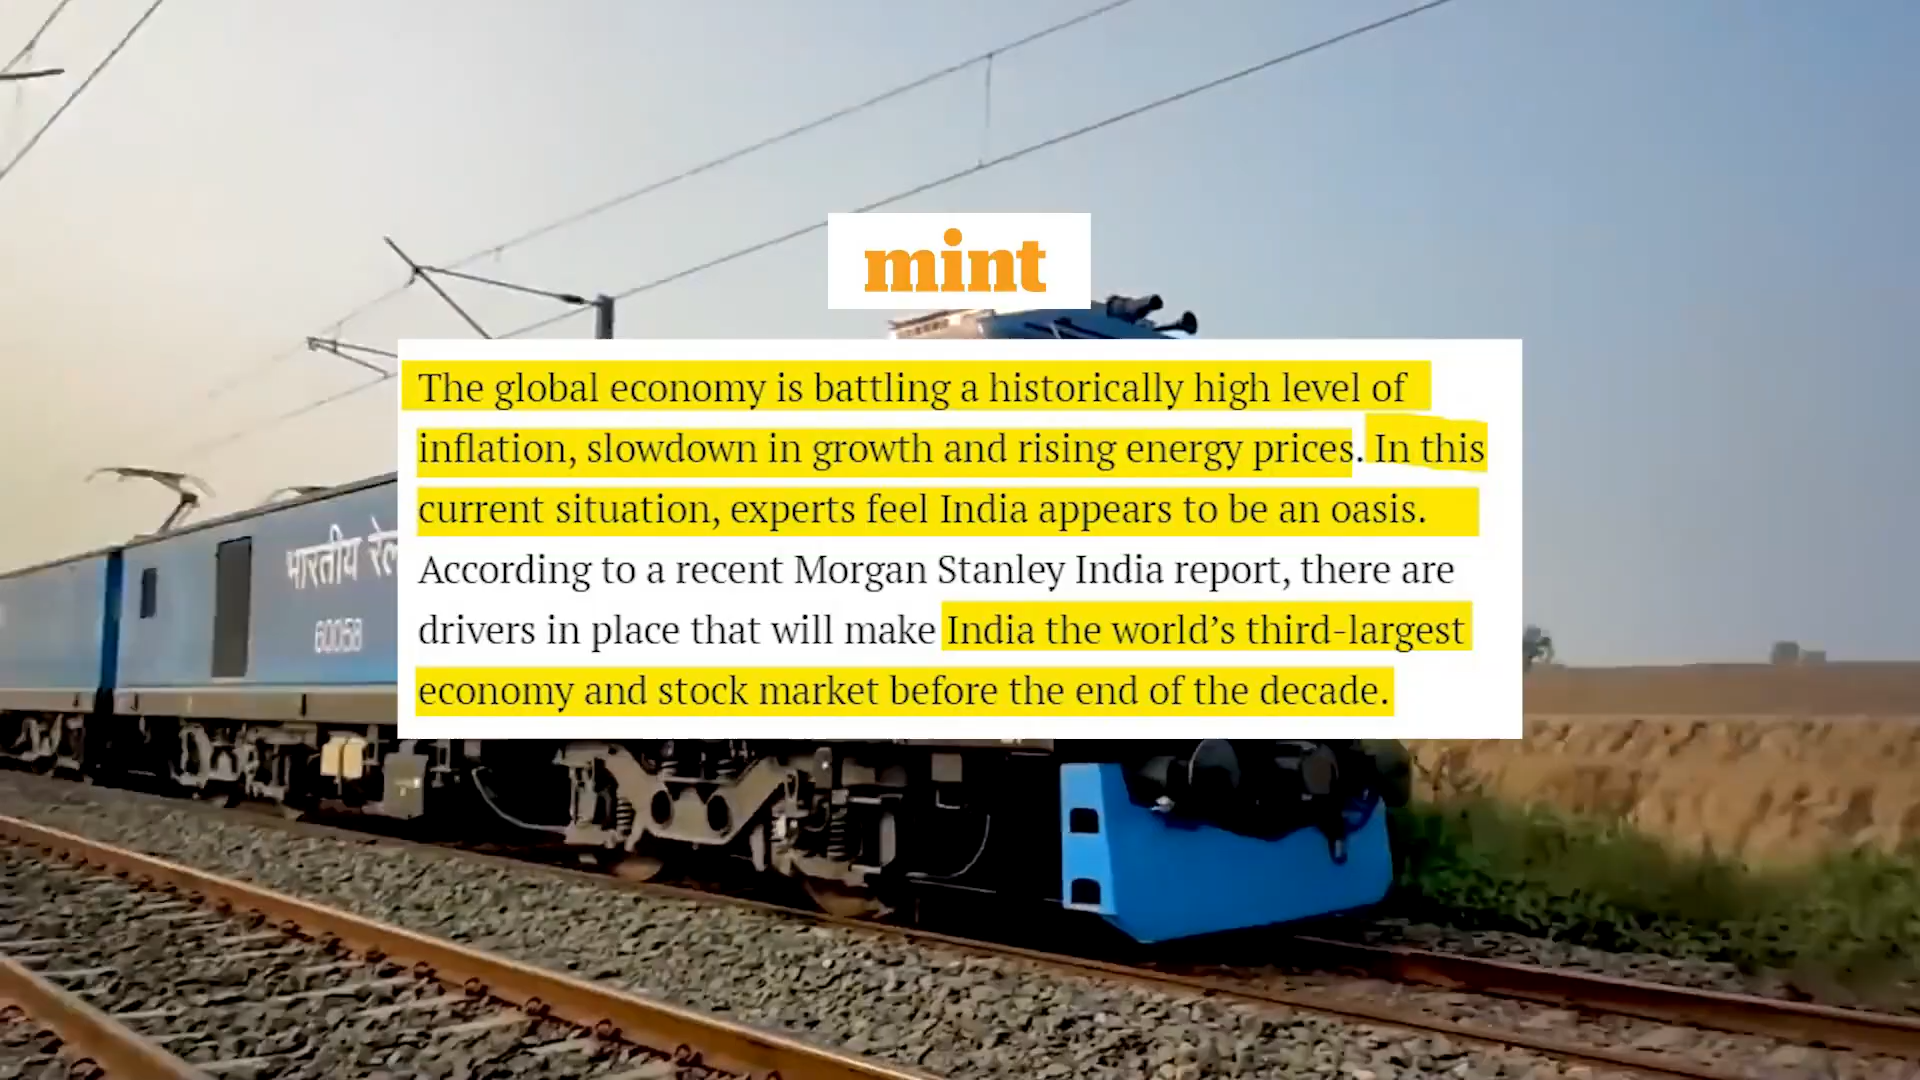 mint
The global economy is battling a historically high level of
inflation, slowdown in growth and rising energy prices. In this
current situation, experts feel India appears to be an oasis.
According to a recent Morgan Stanley India report, there are
drivers in place that will make India the world’s third-largest
economy and stock market before the end of the decade.
भारतीय रेल
60058